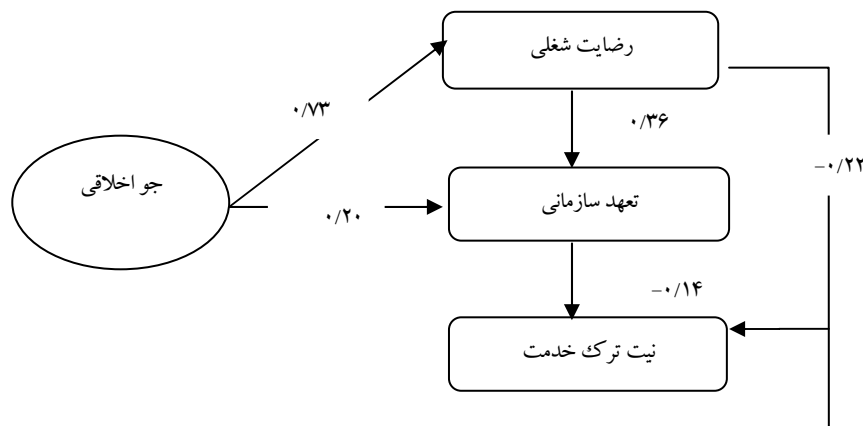 رضایت شغلی
۰/۷۳
۰/۳۶
-۰/۲۲
جو اخلاقی
تعهد سازمانی
۰/۲۰
-۰/۱۴
نیت ترک خدمت